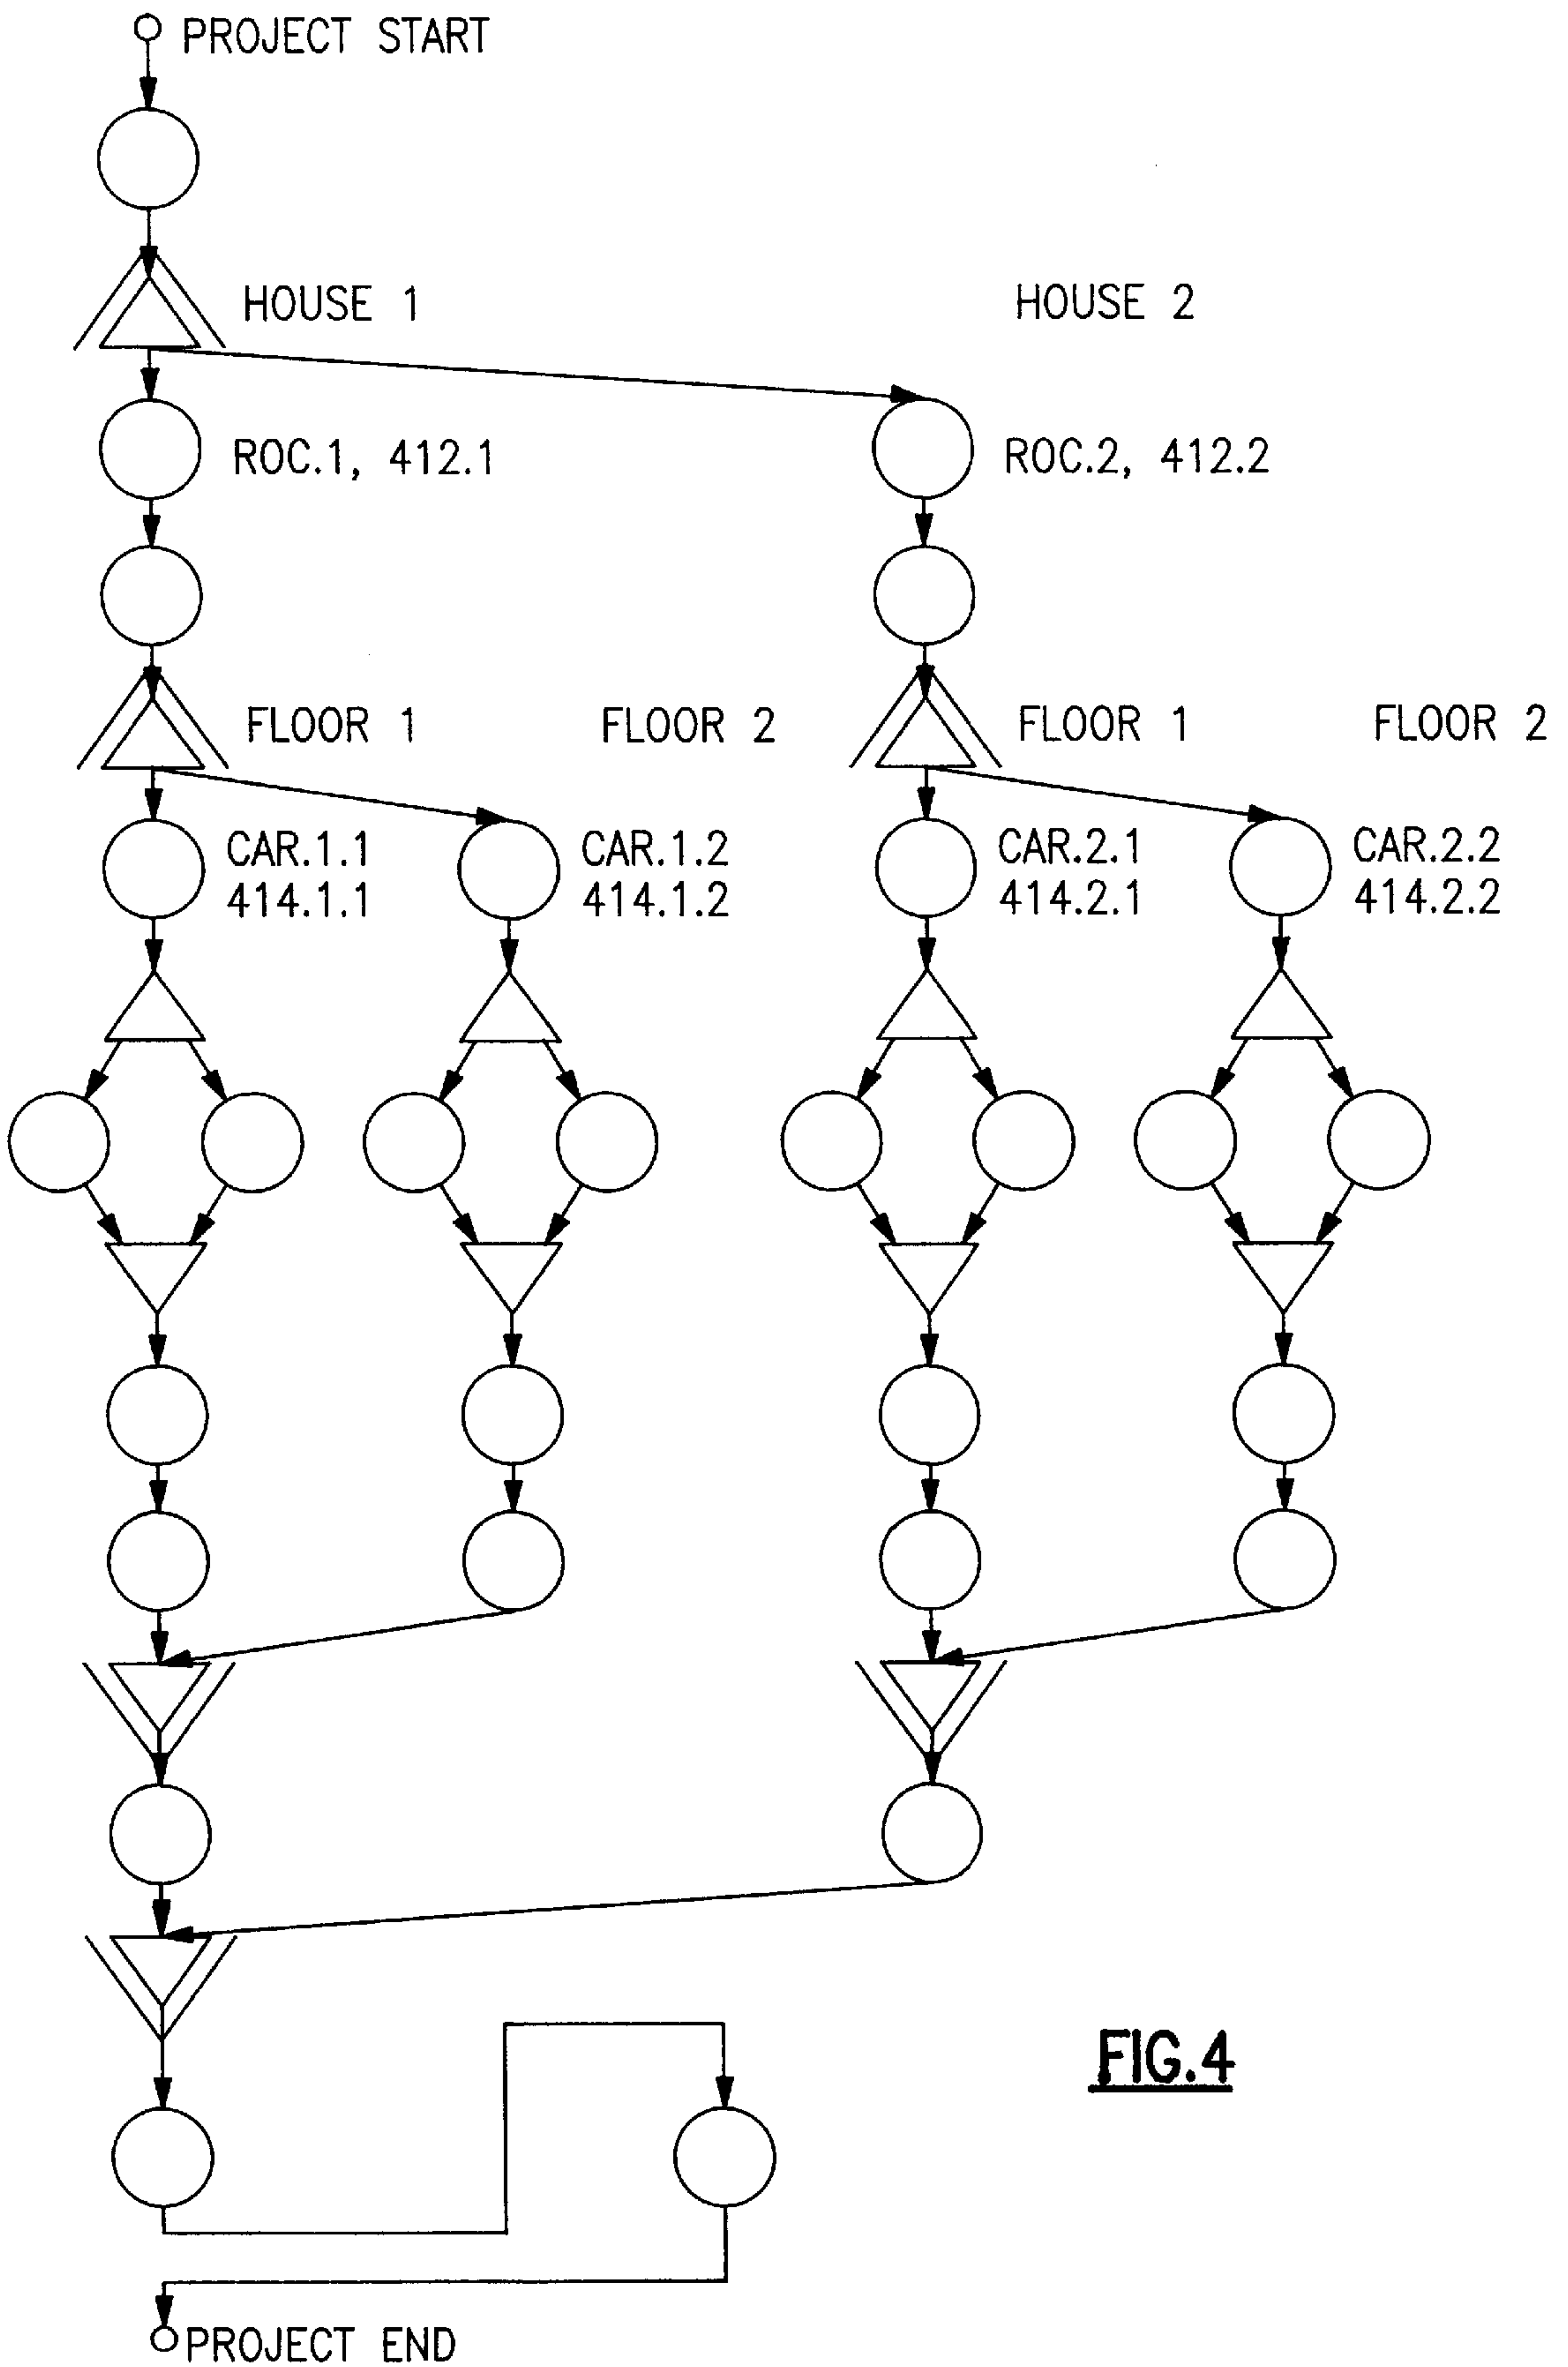 PROJECT START
HOUSE 1
HOUSE 2
ROC.1, 412.1
ROC.2, 412.2
FLOOR 1
FLOOR 2
FLOOR 1
FLOOR 2
CAR.1.1
414.1.1
CAR.1.2
414.1.2
CAR.2.1
414.2.1
CAR.2.2
414.2.2
FIG.4
PROJECT END